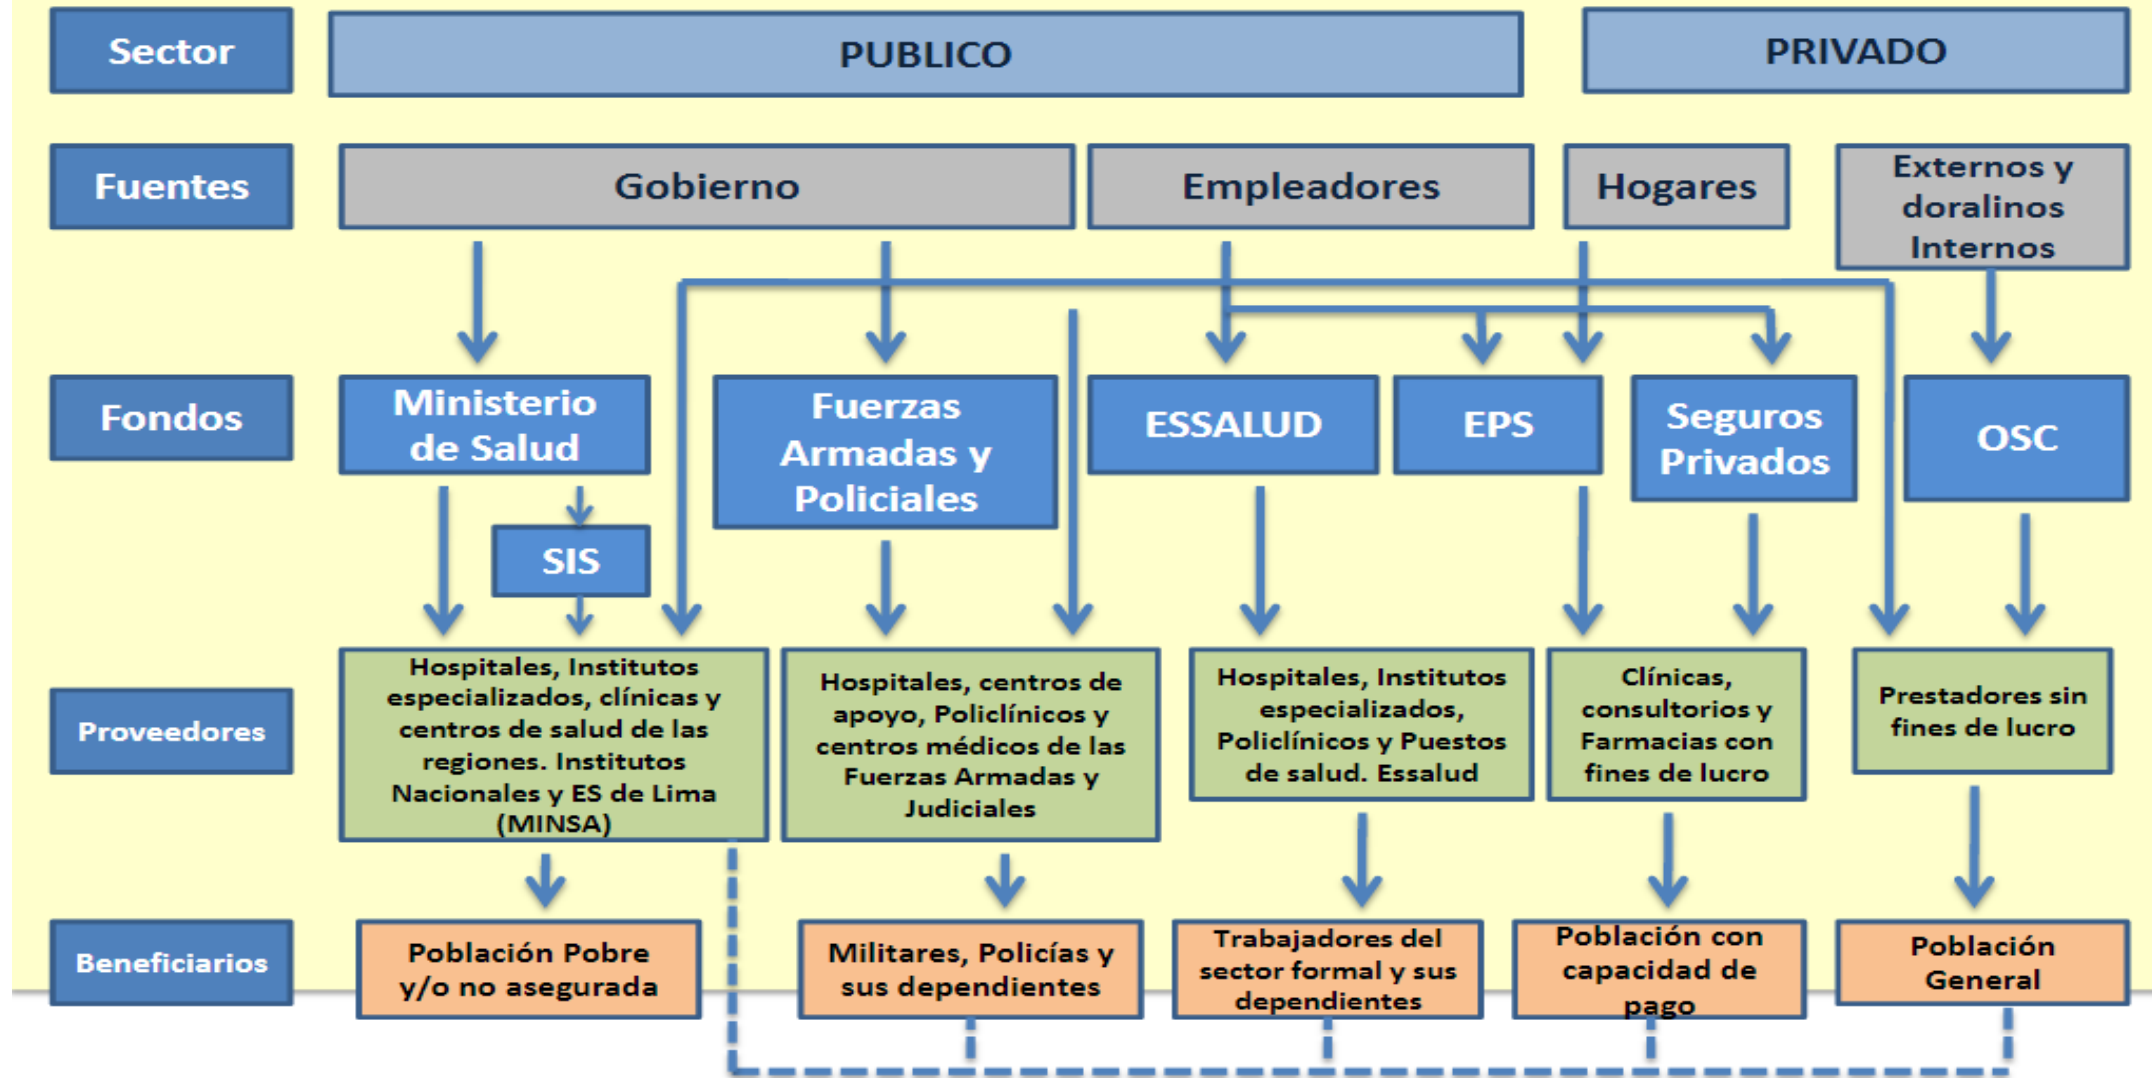 Sector
PUBLICO
PRIVADO
Fuentes
Gobierno
Empleadores
Hogares
Externos y
doralinos
Internos
Fondos
Ministerio
de Salud
SIS
Fuerzas
Armadas y
Policiales
ESSALUD
EPS
Seguros
Privados
OSC
Proveedores
Hospitales, Institutos
especializados, clínicas y
centros de salud de las
regiones. Institutos
Nacionales y ES de Lima
(MINSA)
Hospitales, centros de
apoyo, Policlínicos y
centros médicos de las
Fuerzas Armadas y
Judiciales
Hospitales, Institutos
especializados,
Policlínicos y Puestos
de salud. Essalud
Clínicas,
consultorios y
Farmacias con
fines de lucro
Prestadores sin
fines de lucro
Beneficiarios
Población Pobre
y/o no asegurada
Militares, Policías y
sus dependientes
Trabajadores del
sector formal y sus
dependientes
Población con
capacidad de
pago
Población
General